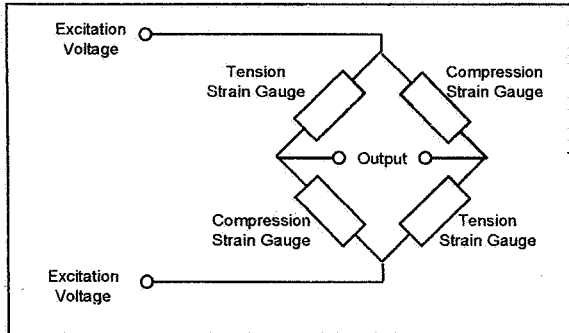 Excitation
Voltage
Tension
Strain Gauge
Compression
Strain Gauge
Output
Compression
Strain Gauge
Tension
Strain Gauge
Excitation
Voltage